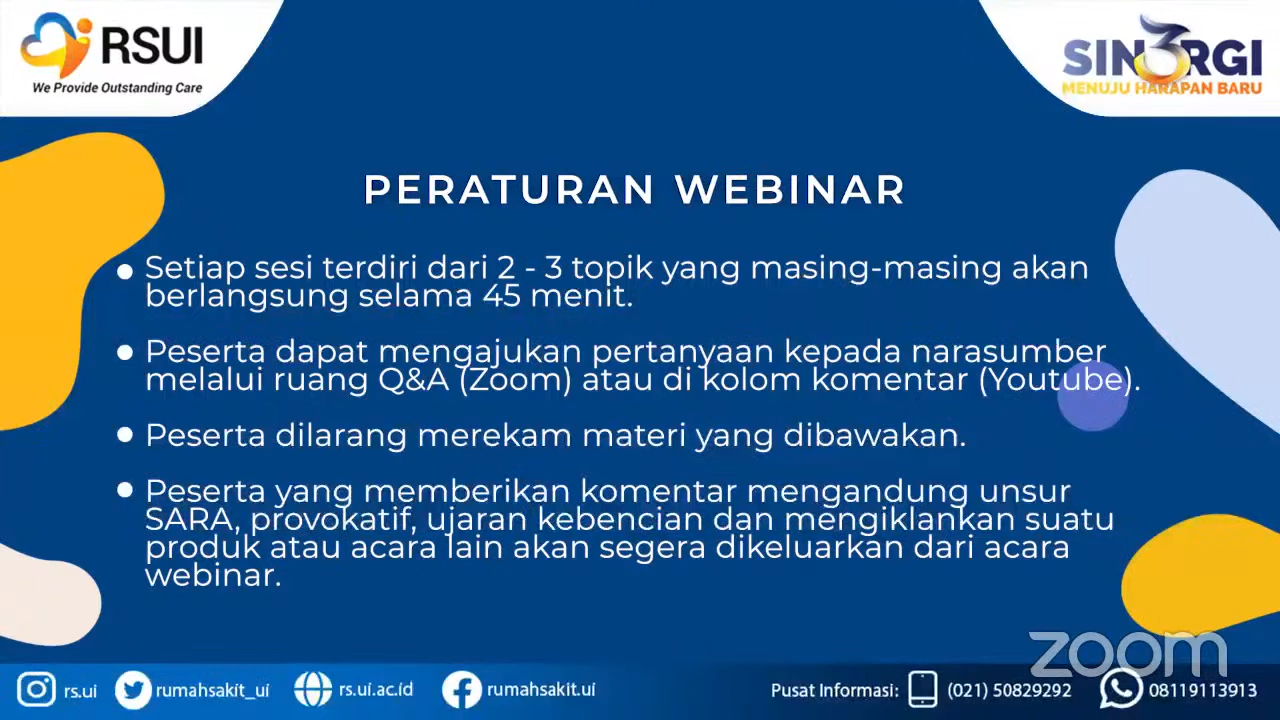 RSUI
We Provide Outstanding Care
SIN3RGI
MENUJU HARAPAN BARU
PERATURAN WEBINAR
Setiap sesi terdiri dari 2 - 3 topik yang masing-masing akan
berlangsung selama 45 menit.
Peserta dapat mengajukan pertanyaan kepada narasumber
melalui ruang Q&A (Zoom) atau di kolom komentar (Youtube).
Peserta dilarang merekam materi yang dibawakan.
Peserta yang memberikan komentar mengandung unsur
SARA, provokatif, ujaran kebencian dan mengiklankan suatu
produk atau acara lain akan segera dikeluarkan dari acara
webinar.
zoom
rs.ui rumahsakit_ui rs.ui.ac.id rumahsakit.ui Pusat Informasi: (021) 50829292 08119113913